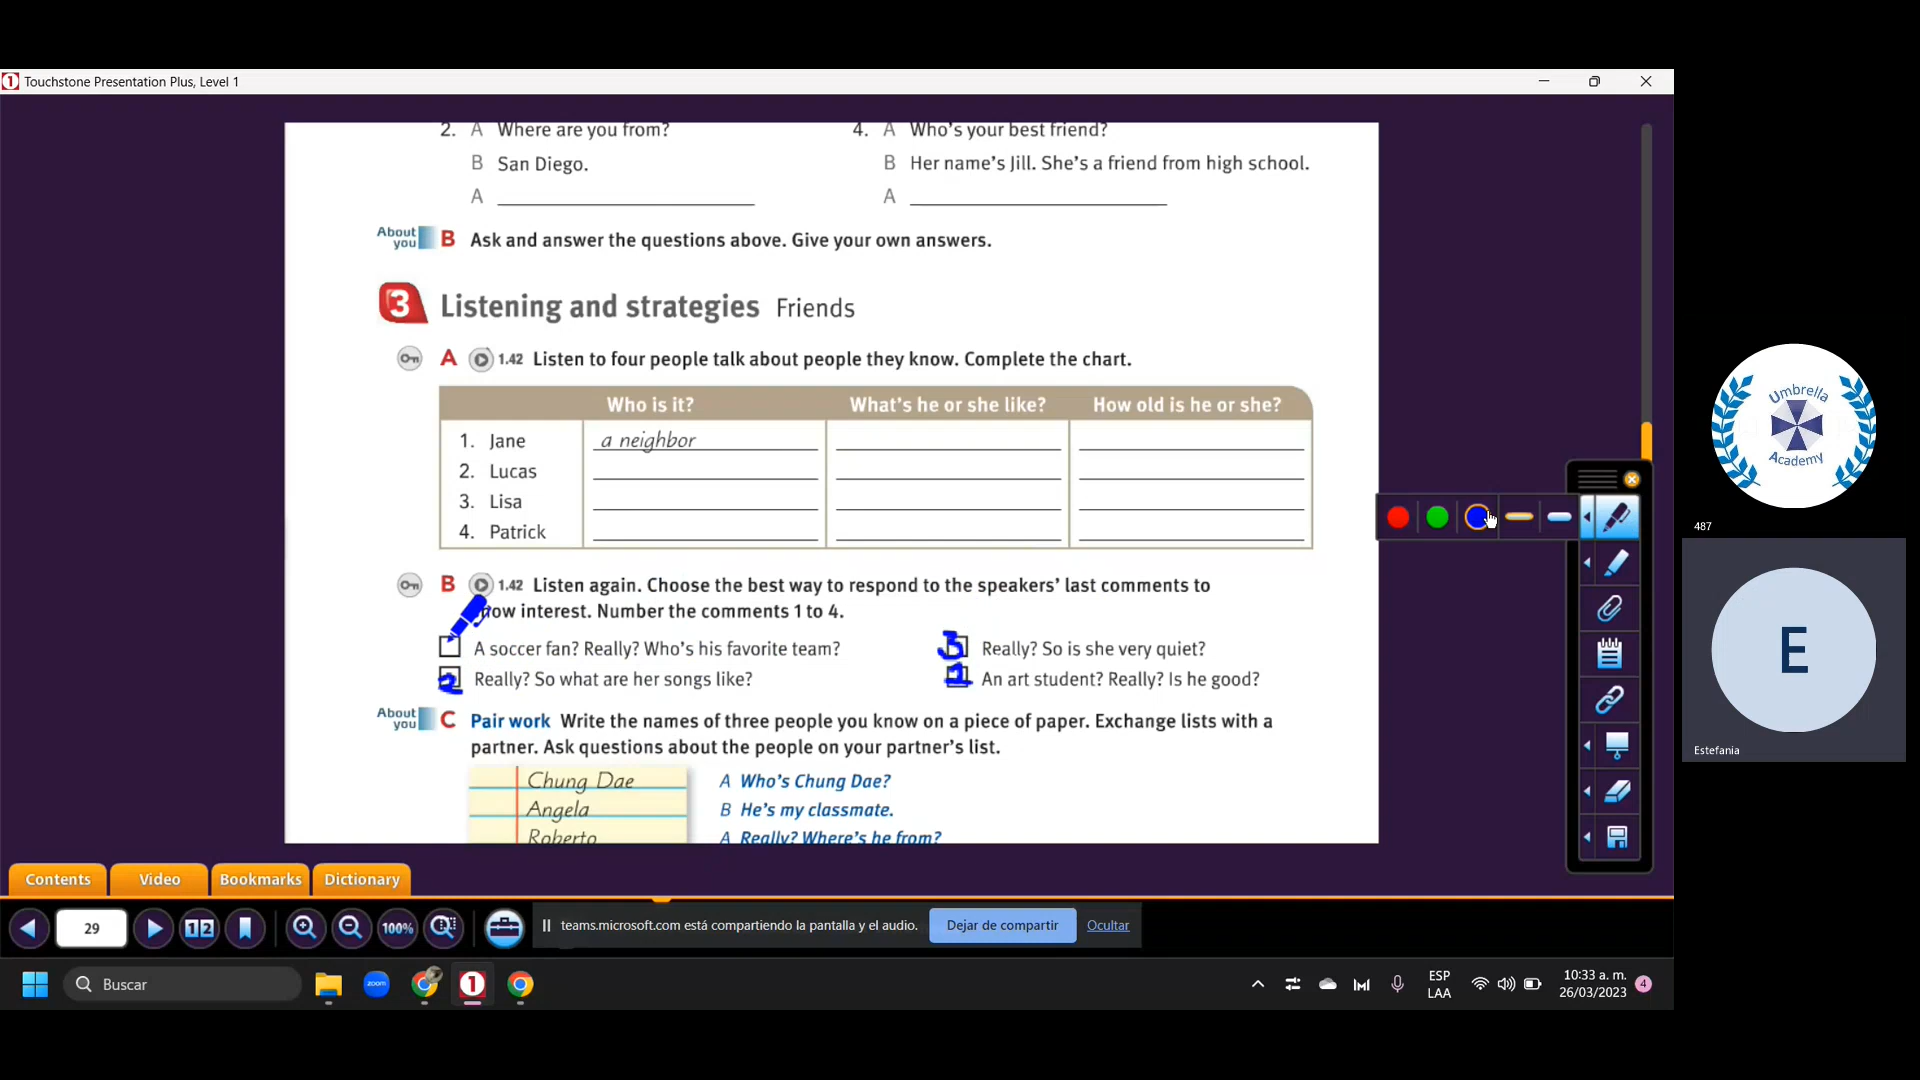 Touchstone Presentation Plus, Level 1
2. A Where are you from?
B San Diego.
A
4. A Who's your best friend?
B Her name's Jill. She's a friend from high school.
A
About you B Ask and answer the questions above. Give your own answers.
3 Listening and strategies Friends
A 1.42 Listen to four people talk about people they know. Complete the chart.
Who is it? What's he or she like? How old is he or she?
1. Jane a neighbor
2. Lucas
3. Lisa
4. Patrick
B 1.42 Listen again. Choose the best way to respond to the speakers' last comments to
how interest. Number the comments 1 to 4.
A soccer fan? Really? Who's his favorite team?
2 Really? So what are her songs like?
3 Really? So is she very quiet?
1 An art student? Really? Is he good?
About you C Pair work Write the names of three people you know on a piece of paper. Exchange lists with a
partner. Ask questions about the people on your partner's list.
Chung Dae
Angela
Roberto
A Who's Chung Dae?
B He's my classmate.
A Really? Where's he from?
Umbrella
Academy
487
E
Estefania
Contents Video Bookmarks Dictionary
29 12 100%
teams.microsoft.com está compartiendo la pantalla y el audio. Dejar de compartir Ocultar
Buscar
zoom
1
ESP
LAA
10:33 a. m.
26/03/2023
4